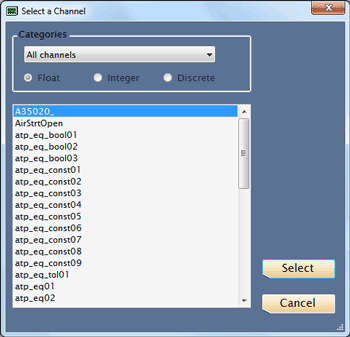 Select a Channel
Categories
All channels
Float Integer Discrete
A35020_
AirStrtOpen
atp_eq_bool01
atp_eq_bool02
atp_eq_bool03
atp_eq_const01
atp_eq_const02
atp_eq_const03
atp_eq_const04
atp_eq_const05
atp_eq_const06
atp_eq_const07
atp_eq_const08
atp_eq_const09
atp_eq_tol01
atp_eq01
atp_eq02
Select
Cancel